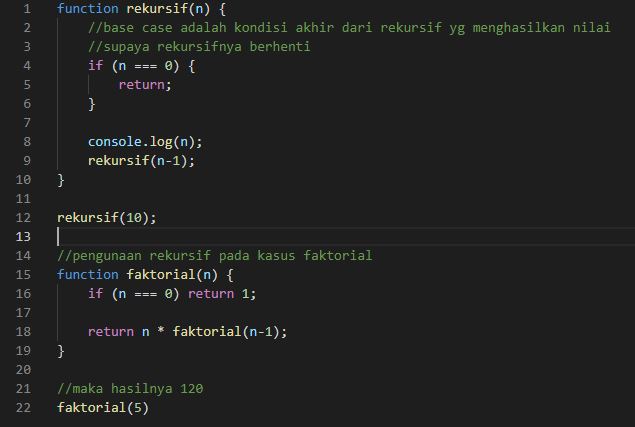 1 function rekursif(n) {
2 //base case adalah kondisi akhir dari rekursif yg menghasilkan nilai
3 //supaya rekursifnya berhenti
4 if (n === 0) {
5 return;
6 }
7
8 console.log(n);
9 rekursif(n-1);
10 }
11
12 rekursif(10);
13
14 //pengunaan rekursif pada kasus faktorial
15 function faktorial(n) {
16 if (n === 0) return 1;
17
18 return n * faktorial(n-1);
19 }
20
21 //maka hasilnya 120
22 faktorial(5)